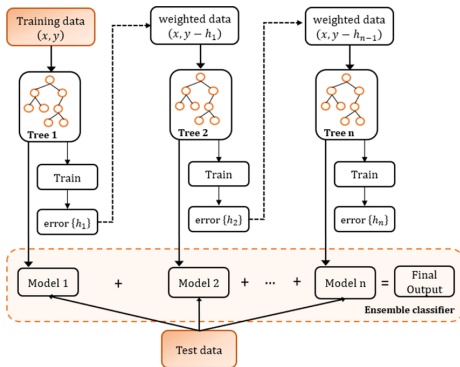 Training data
(x, y)
weighted data
(x, y − h₁)
weighted data
(x, y − hₙ₋₁)
Tree 1
Tree 2
Tree n
Train
Train
Train
error {h₁}
error {h₂}
error {hₙ}
Model 1
+
Model 2
+ ... +
Model n
=
Final
Output
Ensemble classifier
Test data